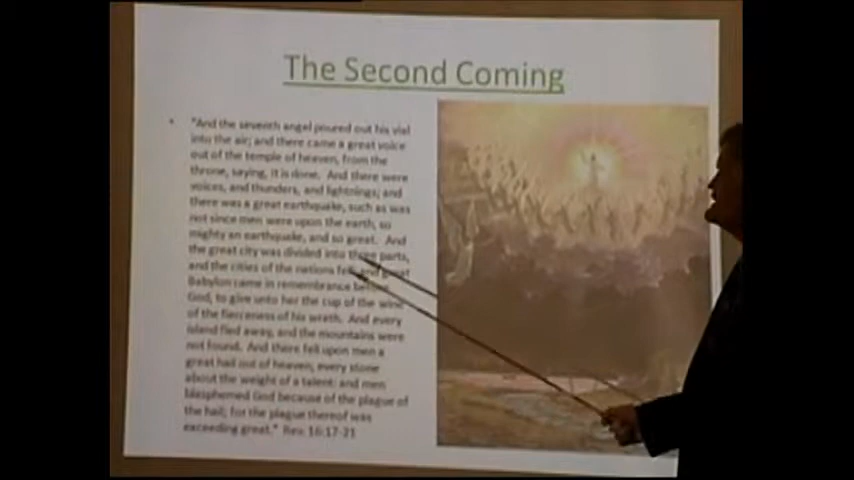 The Second Coming
• "And the seventh angel poured out his vial
into the air; and there came a great voice
out of the temple of heaven, from the
throne, saying, it is done. And there were
voices, and thunders, and lightnings; and
there was a great earthquake, such as was
not since men were upon the earth, so
mighty an earthquake, and so great. And
the great city was divided into three parts,
and the cities of the nations fell: and great
Babylon came in remembrance before
God, to give unto her the cup of the wine
of the fierceness of his wrath. And every
island fled away, and the mountains were
not found. And there fell upon men a
great hail out of heaven, every stone
about the weight of a talent: and men
blasphemed God because of the plague of
the hail; for the plague thereof was
exceeding great." Rev. 16:17-21